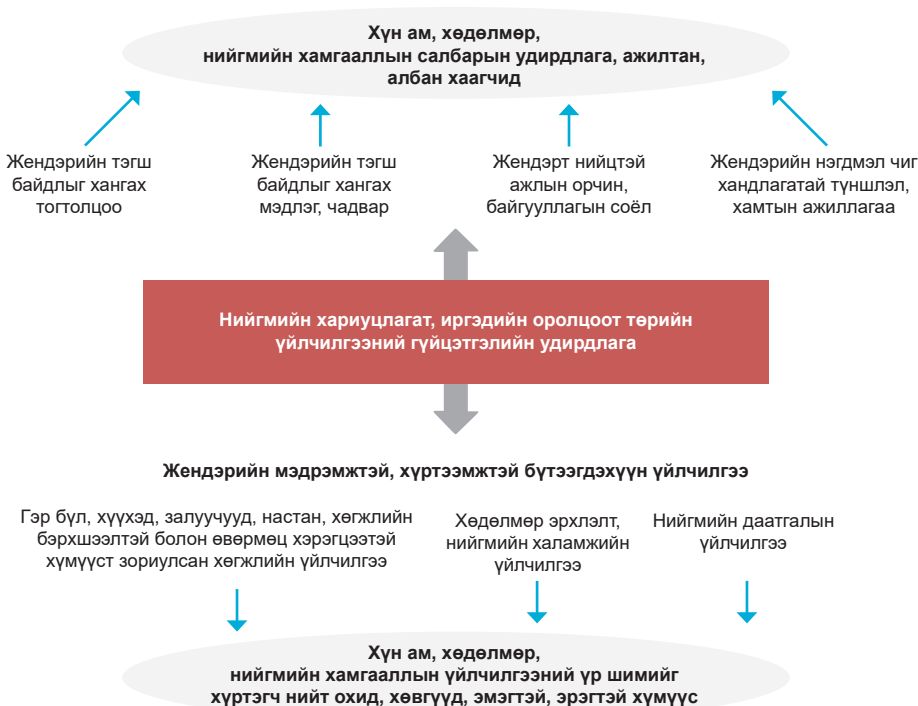 Хүн ам, хөдөлмөр,
нийгмийн хамгааллын салбарын удирдлага, ажилтан,
албан хаагчид
Жендэрийн тэгш
байдлыг хангах
тогтолцоо
Жендэрийн тэгш
байдлыг хангах
мэдлэг, чадвар
Жендэрт нийцтэй
ажлын орчин,
байгууллагын соёл
Жендэрийн нэгдмэл чиг
хандлагатай түншлэл,
хамтын ажиллагаа
Нийгмийн хариуцлагат, иргэдийн оролцоот төрийн
үйлчилгээний гүйцэтгэлийн удирдлага
Жендэрийн мэдрэмжтэй, хүртээмжтэй бүтээгдэхүүн үйлчилгээ
Гэр бүл, хүүхэд, залуучууд, настан, хөгжлийн
бэрхшээлтэй болон өвөрмөц хэрэгцээтэй
хүмүүст зориулсан хөгжлийн үйлчилгээ
Хөдөлмөр эрхлэлт,
нийгмийн халамжийн
үйлчилгээ
Нийгмийн даатгалын
үйлчилгээ
Хүн ам, хөдөлмөр,
нийгмийн хамгааллын үйлчилгээний үр шимийг
хүртэгч нийт охид, хөвгүүд, эмэгтэй, эрэгтэй хүмүүс